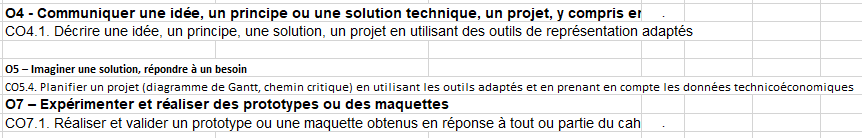 O4 - Communiquer une idée, un principe ou une solution technique, un projet, y compris er .
CO4.1. Décrire une idée, un principe, une solution, un projet en utilisant des outils de représentation adaptés
O5 – Imaginer une solution, répondre à un besoin
CO5.4. Planifier un projet (diagramme de Gantt, chemin critique) en utilisant les outils adaptés et en prenant en compte les données technicoéconomiques
O7 – Expérimenter et réaliser des prototypes ou des maquettes
CO7.1. Réaliser et valider un prototype ou une maquette obtenus en réponse à tout ou partie du cah .